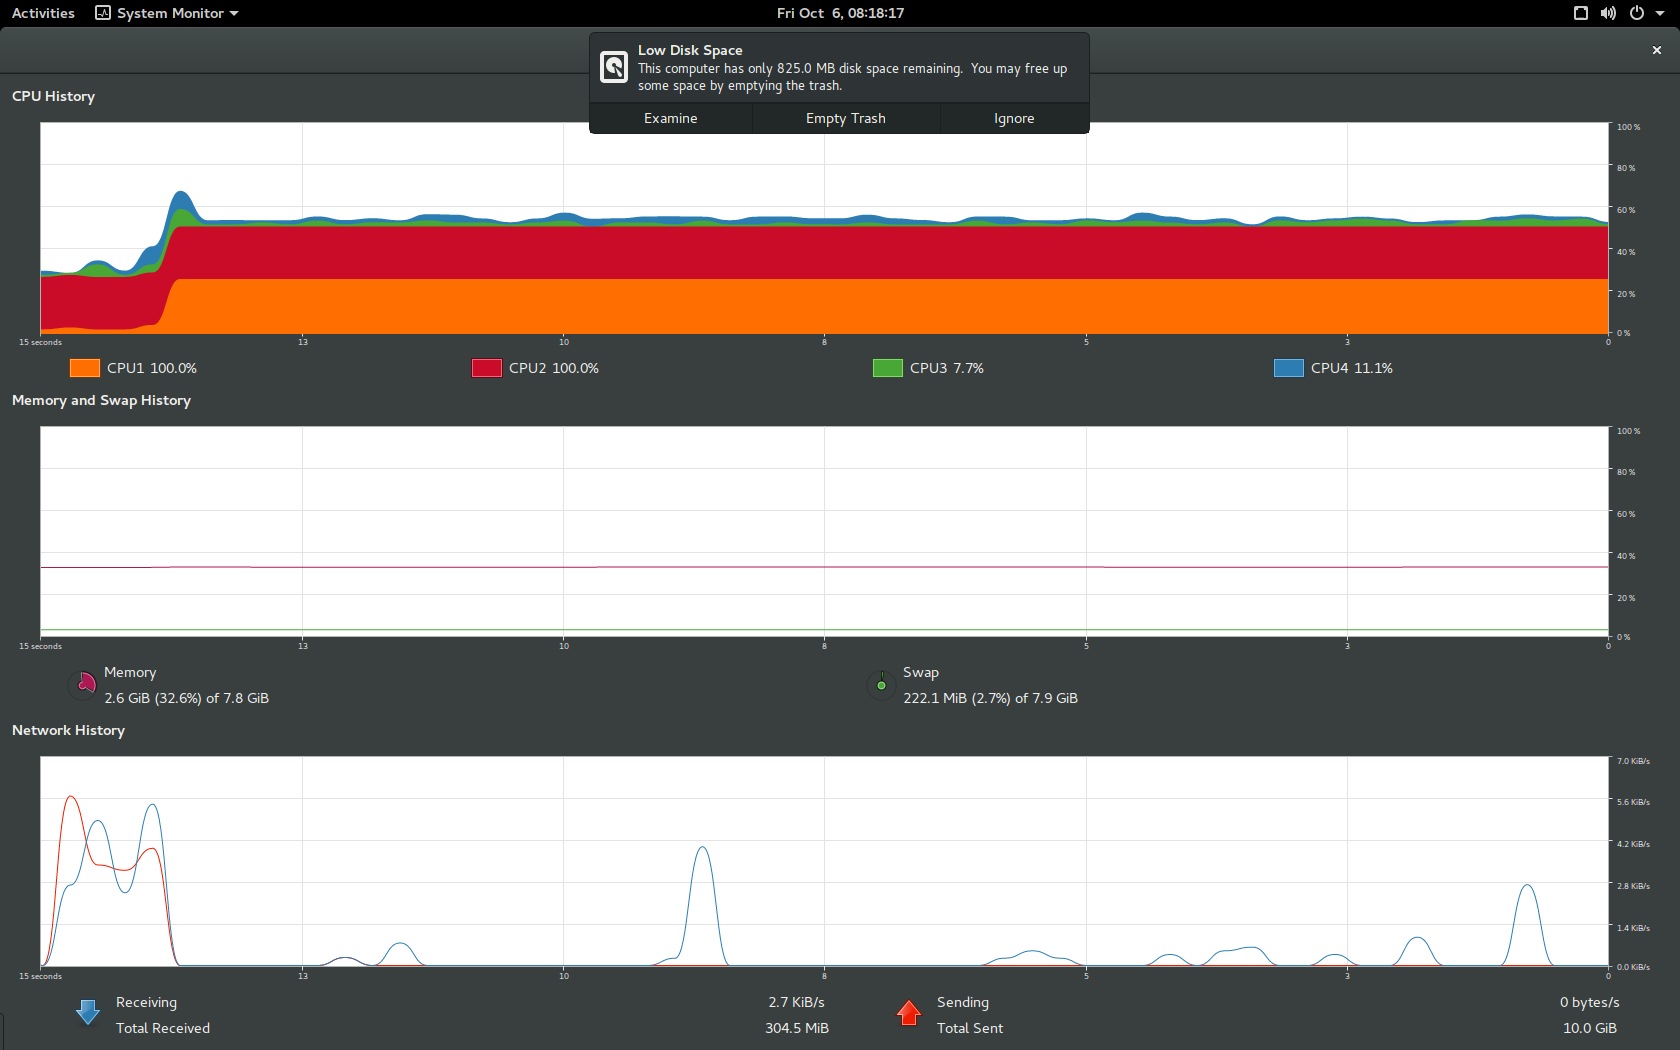 Activities System Monitor Fri Oct 6, 08:18:17
Low Disk Space
This computer has only 825.0 MB disk space remaining. You may free up
some space by emptying the trash.
Examine Empty Trash Ignore
CPU History
100 %
80 %
60 %
40 %
20 %
0 %
15 seconds 13 10 8 5 3 0
CPU1 100.0% CPU2 100.0% CPU3 7.7% CPU4 11.1%
Memory and Swap History
100 %
80 %
60 %
40 %
20 %
0 %
15 seconds 13 10 8 5 3 0
Memory Swap
2.6 GiB (32.6%) of 7.8 GiB 222.1 MiB (2.7%) of 7.9 GiB
Network History
7.0 KiB/s
5.6 KiB/s
4.2 KiB/s
2.8 KiB/s
1.4 KiB/s
0.0 KiB/s
15 seconds 13 10 8 5 3 0
Receiving 2.7 KiB/s Sending 0 bytes/s
Total Received 304.5 MiB Total Sent 10.0 GiB